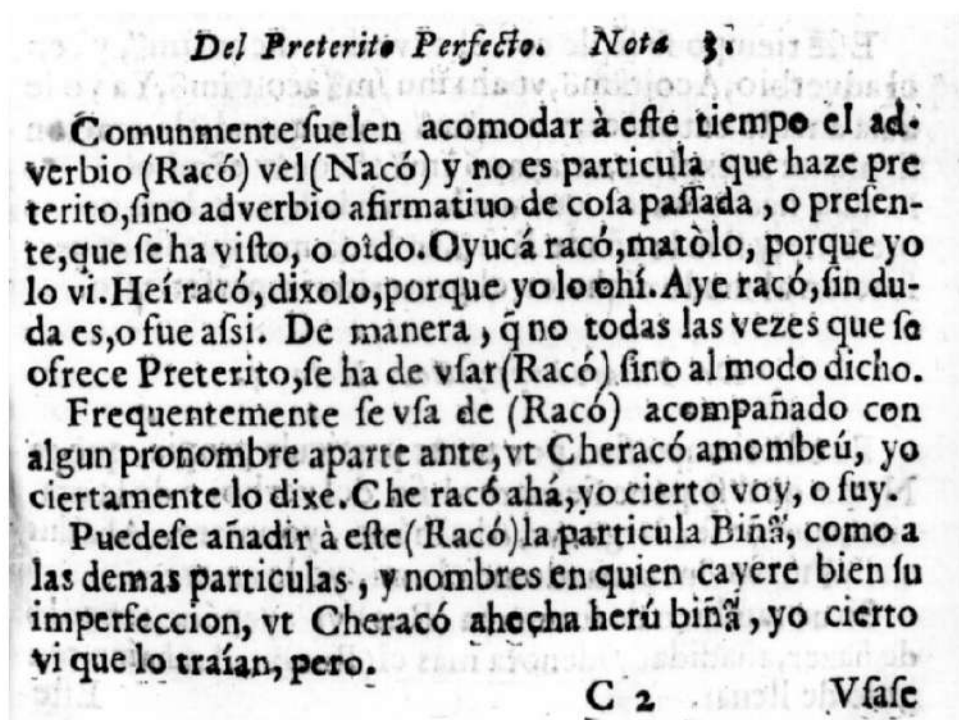 Del Preterito Perfecto. Nota 3
Comunmente ſuelen acomodar à eſte tiempo el ad-
verbio (Racó) vel (Nacó) y no es particula que haze pre
terito, ſino adverbio afirmatiuo de coſa paſſada, o preſen-
te, que ſe ha viſto, o oîdo. Oyucá racó, matòlo, porque yo
lo vi. Heí racó, dixolo, porque yo lo ohí. Aye racó, ſin du-
da es, o fue aſsi. De manera, q̃ no todas las vezes que ſe
ofrece Preterito, ſe ha de vſar (Racó) ſino al modo dicho.
Frequentemente ſe vſa de (Racó) acompañado con
algun pronombre aparte ante, vt Cheracó amombeú, yo
ciertamente lo dixe. Che racó ahá, yo cierto voy, o fuy.
Puedeſe añadir à eſte (Racó) la particula Biñã, como a
las demas particulas, y nombres en quien cayere bien ſu
imperfeccion, vt Cheracó ahecha herú biñã, yo cierto
vi que lo traían, pero.
C 2 Vſaſe